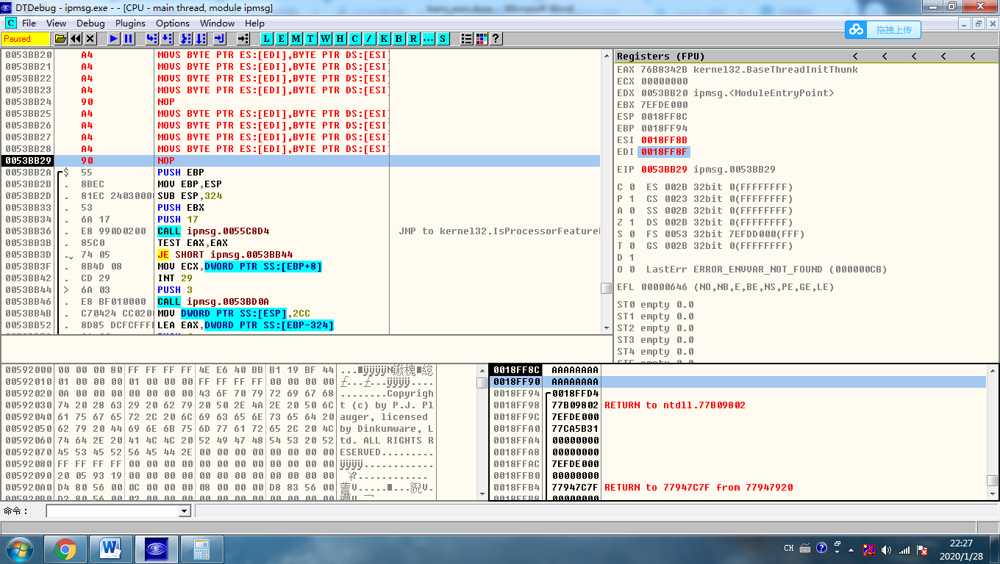 DTDebug - ipmsg.exe - - [CPU - main thread, module ipmsg]
C File View Debug Plugins Options Window Help
拖拽上传
Paused L E M T W H C / K B R ... S ?
0053BB20 A4 MOVS BYTE PTR ES:[EDI],BYTE PTR DS:[ESI]
0053BB21 A4 MOVS BYTE PTR ES:[EDI],BYTE PTR DS:[ESI]
0053BB22 A4 MOVS BYTE PTR ES:[EDI],BYTE PTR DS:[ESI]
0053BB23 A4 MOVS BYTE PTR ES:[EDI],BYTE PTR DS:[ESI]
0053BB24 90 NOP
0053BB25 A4 MOVS BYTE PTR ES:[EDI],BYTE PTR DS:[ESI]
0053BB26 A4 MOVS BYTE PTR ES:[EDI],BYTE PTR DS:[ESI]
0053BB27 A4 MOVS BYTE PTR ES:[EDI],BYTE PTR DS:[ESI]
0053BB28 A4 MOVS BYTE PTR ES:[EDI],BYTE PTR DS:[ESI]
0053BB29 90 NOP
0053BB2A $ 55 PUSH EBP
0053BB2B . 8BEC MOV EBP,ESP
0053BB2D . 81EC 24030000 SUB ESP,324
0053BB33 . 53 PUSH EBX
0053BB34 . 6A 17 PUSH 17
0053BB36 . E8 990D0200 CALL ipmsg.0055C8D4 JMP to kernel32.IsProcessorFeature
0053BB3B . 85C0 TEST EAX,EAX
0053BB3D . 74 05 JE SHORT ipmsg.0053BB44
0053BB3F . 8B4D 08 MOV ECX,DWORD PTR SS:[EBP+8]
0053BB42 . CD 29 INT 29
0053BB44 > 6A 03 PUSH 3
0053BB46 . E8 BF010000 CALL ipmsg.0053BD0A
0053BB4B . C70424 CC020 MOV DWORD PTR SS:[ESP],2CC
0053BB52 . 8D85 DCFCFFF LEA EAX,DWORD PTR SS:[EBP-324]
Registers (FPU) < < < < <
EAX 76B8342B kernel32.BaseThreadInitThunk
ECX 00000000
EDX 0053BB20 ipmsg.<ModuleEntryPoint>
EBX 7EFDE000
ESP 0018FF8C
EBP 0018FF94
ESI 0018FF8B
EDI 0018FF8F
EIP 0053BB29 ipmsg.0053BB29
C 0 ES 002B 32bit 0(FFFFFFFF)
P 1 CS 0023 32bit 0(FFFFFFFF)
A 0 SS 002B 32bit 0(FFFFFFFF)
Z 1 DS 002B 32bit 0(FFFFFFFF)
S 0 FS 0053 32bit 7EFDD000(FFF)
T 0 GS 002B 32bit 0(FFFFFFFF)
D 1
O 0 LastErr ERROR_ENVVAR_NOT_FOUND (000000CB)
EFL 00000646 (NO,NB,E,BE,NS,PE,GE,LE)
ST0 empty 0.0
ST1 empty 0.0
ST2 empty 0.0
ST3 empty 0.0
ST4 empty 0.0
00592000 00 00 00 80 FF FF FF FF 4E E6 40 BB B1 19 BF 44
00592010 01 00 00 00 01 00 00 00 FF FF FF FF 00 00 00 00
00592020 0A 00 00 00 00 00 00 00 43 6F 70 79 72 69 67 68 ........Copyrigh
00592030 74 20 28 63 29 20 62 79 20 50 2E 4A 2E 20 50 6C t (c) by P.J. Pl
00592040 61 75 67 65 72 2C 20 6C 69 63 65 6E 73 65 64 20 auger, licensed
00592050 62 79 20 44 69 6E 6B 75 6D 77 61 72 65 2C 20 4C by Dinkumware, L
00592060 74 64 2E 20 41 4C 4C 20 52 49 47 48 54 53 20 52 td. ALL RIGHTS R
00592070 45 53 45 52 56 45 44 2E 00 00 00 00 00 00 00 00 ESERVED.........
00592080 FF FF FF FF 00 00 00 00 00 00 00 00 00 00 00 00 ÿÿÿÿ............
00592090 20 05 93 19 00 00 00 00 00 00 00 00 00 00 00 00
005920A0 D4 80 56 00 0C 00 00 00 08 00 00 00 D8 83 56 00
0018FF8C AAAAAAAA
0018FF90 AAAAAAAA
0018FF94 0018FFD4
0018FF98 77B09802 RETURN to ntdll.77B09802
0018FF9C 7EFDE000
0018FFA0 77CA5B31
0018FFA4 00000000
0018FFA8 00000000
0018FFAC 7EFDE000
0018FFB0 00000000
0018FFB4 77947C7F RETURN to 77947C7F from 77947920
命令：
CH
22:27
2020/1/28